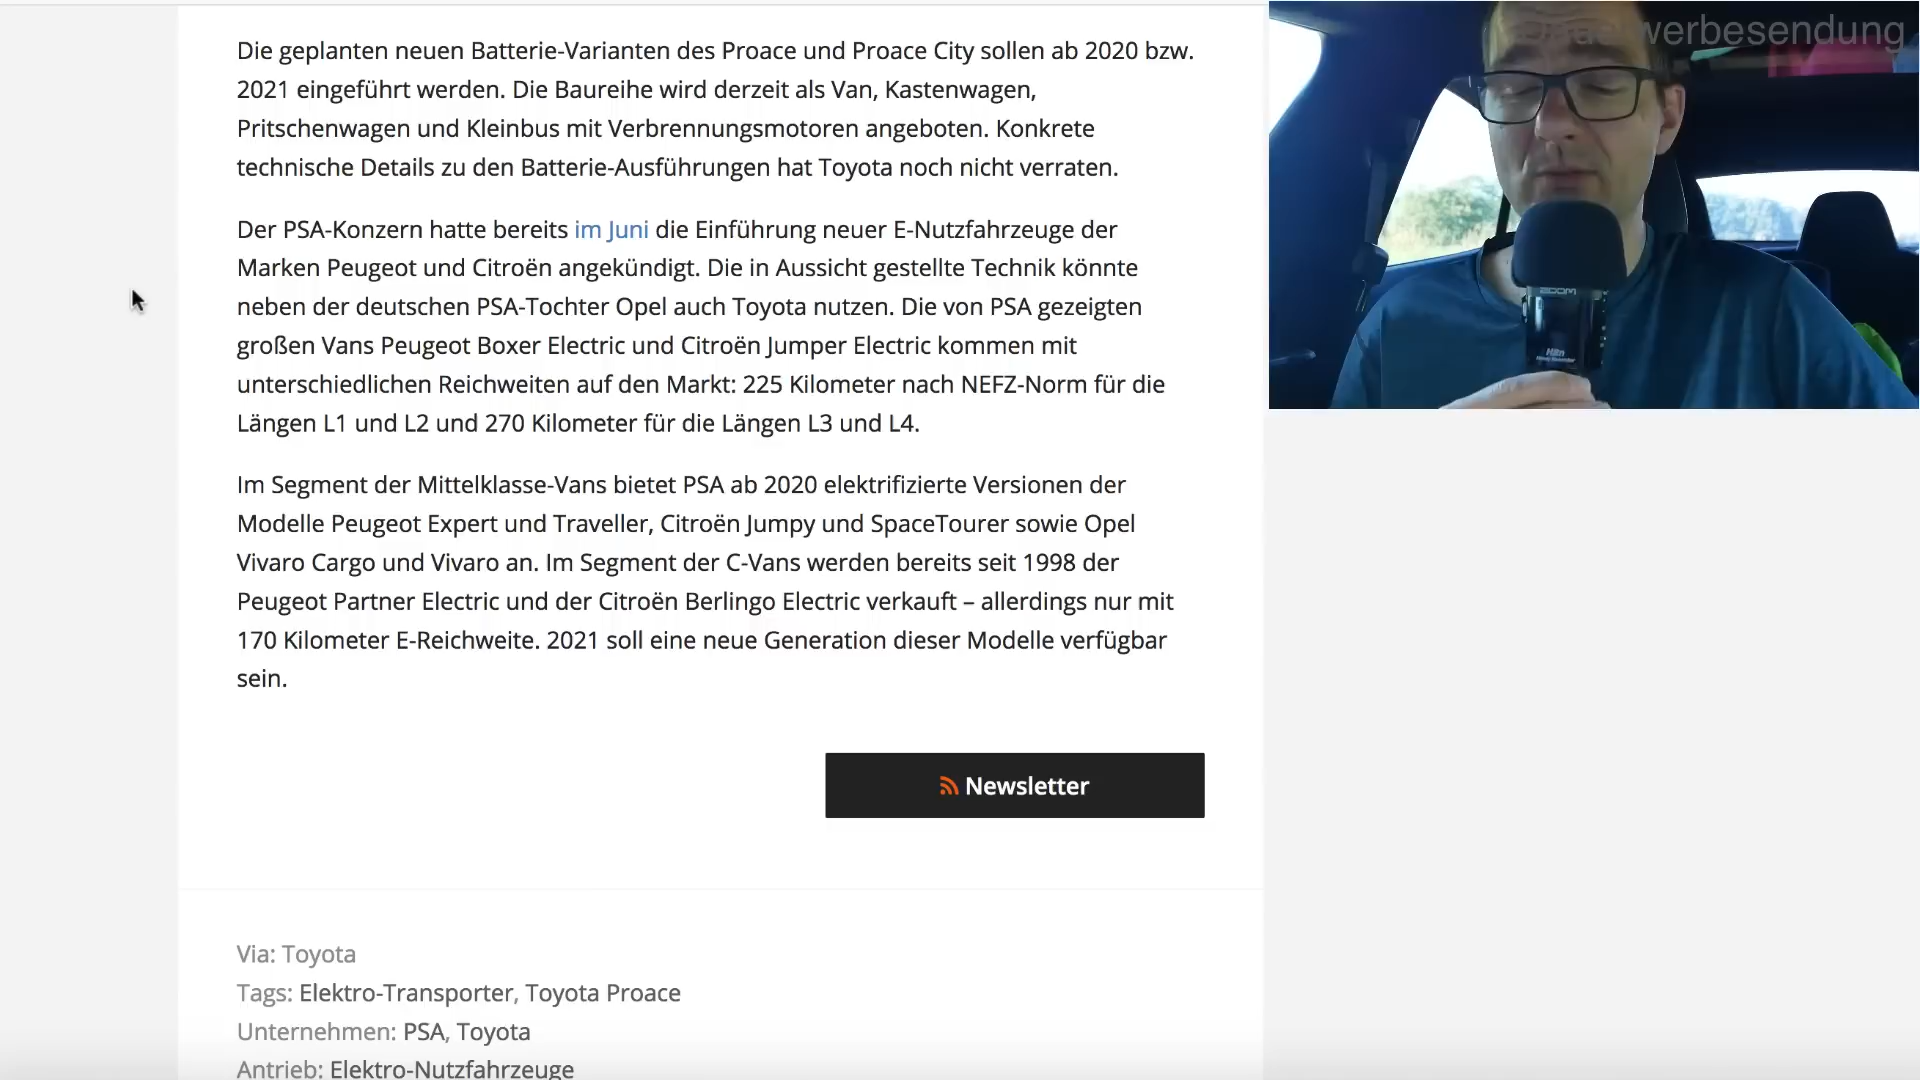 Die geplanten neuen Batterie-Varianten des Proace und Proace City sollen ab 2020 bzw.
2021 eingeführt werden. Die Baureihe wird derzeit als Van, Kastenwagen,
Pritschenwagen und Kleinbus mit Verbrennungsmotoren angeboten. Konkrete
technische Details zu den Batterie-Ausführungen hat Toyota noch nicht verraten.
Der PSA-Konzern hatte bereits im Juni die Einführung neuer E-Nutzfahrzeuge der
Marken Peugeot und Citroën angekündigt. Die in Aussicht gestellte Technik könnte
neben der deutschen PSA-Tochter Opel auch Toyota nutzen. Die von PSA gezeigten
großen Vans Peugeot Boxer Electric und Citroën Jumper Electric kommen mit
unterschiedlichen Reichweiten auf den Markt: 225 Kilometer nach NEFZ-Norm für die
Längen L1 und L2 und 270 Kilometer für die Längen L3 und L4.
Im Segment der Mittelklasse-Vans bietet PSA ab 2020 elektrifizierte Versionen der
Modelle Peugeot Expert und Traveller, Citroën Jumpy und SpaceTourer sowie Opel
Vivaro Cargo und Vivaro an. Im Segment der C-Vans werden bereits seit 1998 der
Peugeot Partner Electric und der Citroën Berlingo Electric verkauft – allerdings nur mit
170 Kilometer E-Reichweite. 2021 soll eine neue Generation dieser Modelle verfügbar
sein.
Newsletter
Via: Toyota
Tags: Elektro-Transporter, Toyota Proace
Unternehmen: PSA, Toyota
Antrieb: Elektro-Nutzfahrzeuge
zoom
H2n